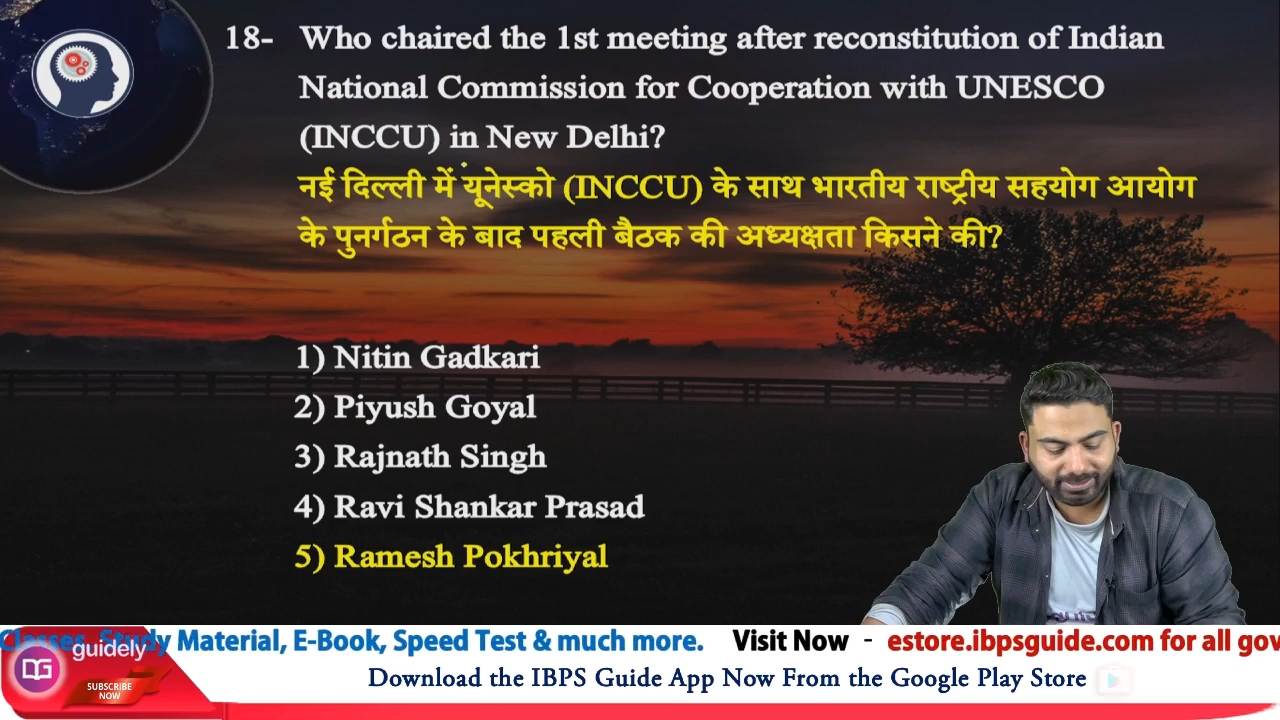 18- Who chaired the 1st meeting after reconstitution of Indian
National Commission for Cooperation with UNESCO
(INCCU) in New Delhi?
नई दिल्ली में यूनेस्को (INCCU) के साथ भारतीय राष्ट्रीय सहयोग आयोग
के पुनर्गठन के बाद पहली बैठक की अध्यक्षता किसने की?
1) Nitin Gadkari
2) Piyush Goyal
3) Rajnath Singh
4) Ravi Shankar Prasad
5) Ramesh Pokhriyal
Classes, Study Material, E-Book, Speed Test & much more. Visit Now - estore.ibpsguide.com for all gov
guidely
SUBSCRIBE
NOW
Download the IBPS Guide App Now From the Google Play Store